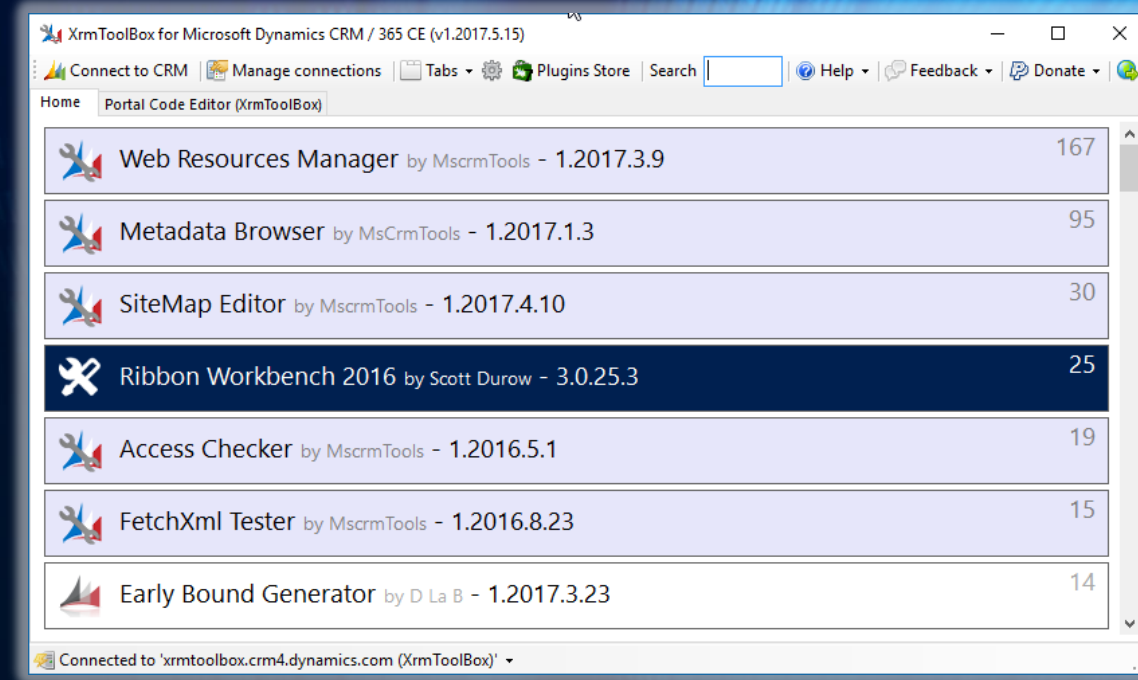 XrmToolBox for Microsoft Dynamics CRM / 365 CE (v1.2017.5.15)
Connect to CRM Manage connections Tabs Plugins Store Search Help Feedback Donate
Home Portal Code Editor (XrmToolBox)
Web Resources Manager by MscrmTools - 1.2017.3.9 167
Metadata Browser by MsCrmTools - 1.2017.1.3 95
SiteMap Editor by MscrmTools - 1.2017.4.10 30
Ribbon Workbench 2016 by Scott Durow - 3.0.25.3 25
Access Checker by MscrmTools - 1.2016.5.1 19
FetchXml Tester by MscrmTools - 1.2016.8.23 15
Early Bound Generator by D La B - 1.2017.3.23 14
Connected to 'xrmtoolbox.crm4.dynamics.com (XrmToolBox)'